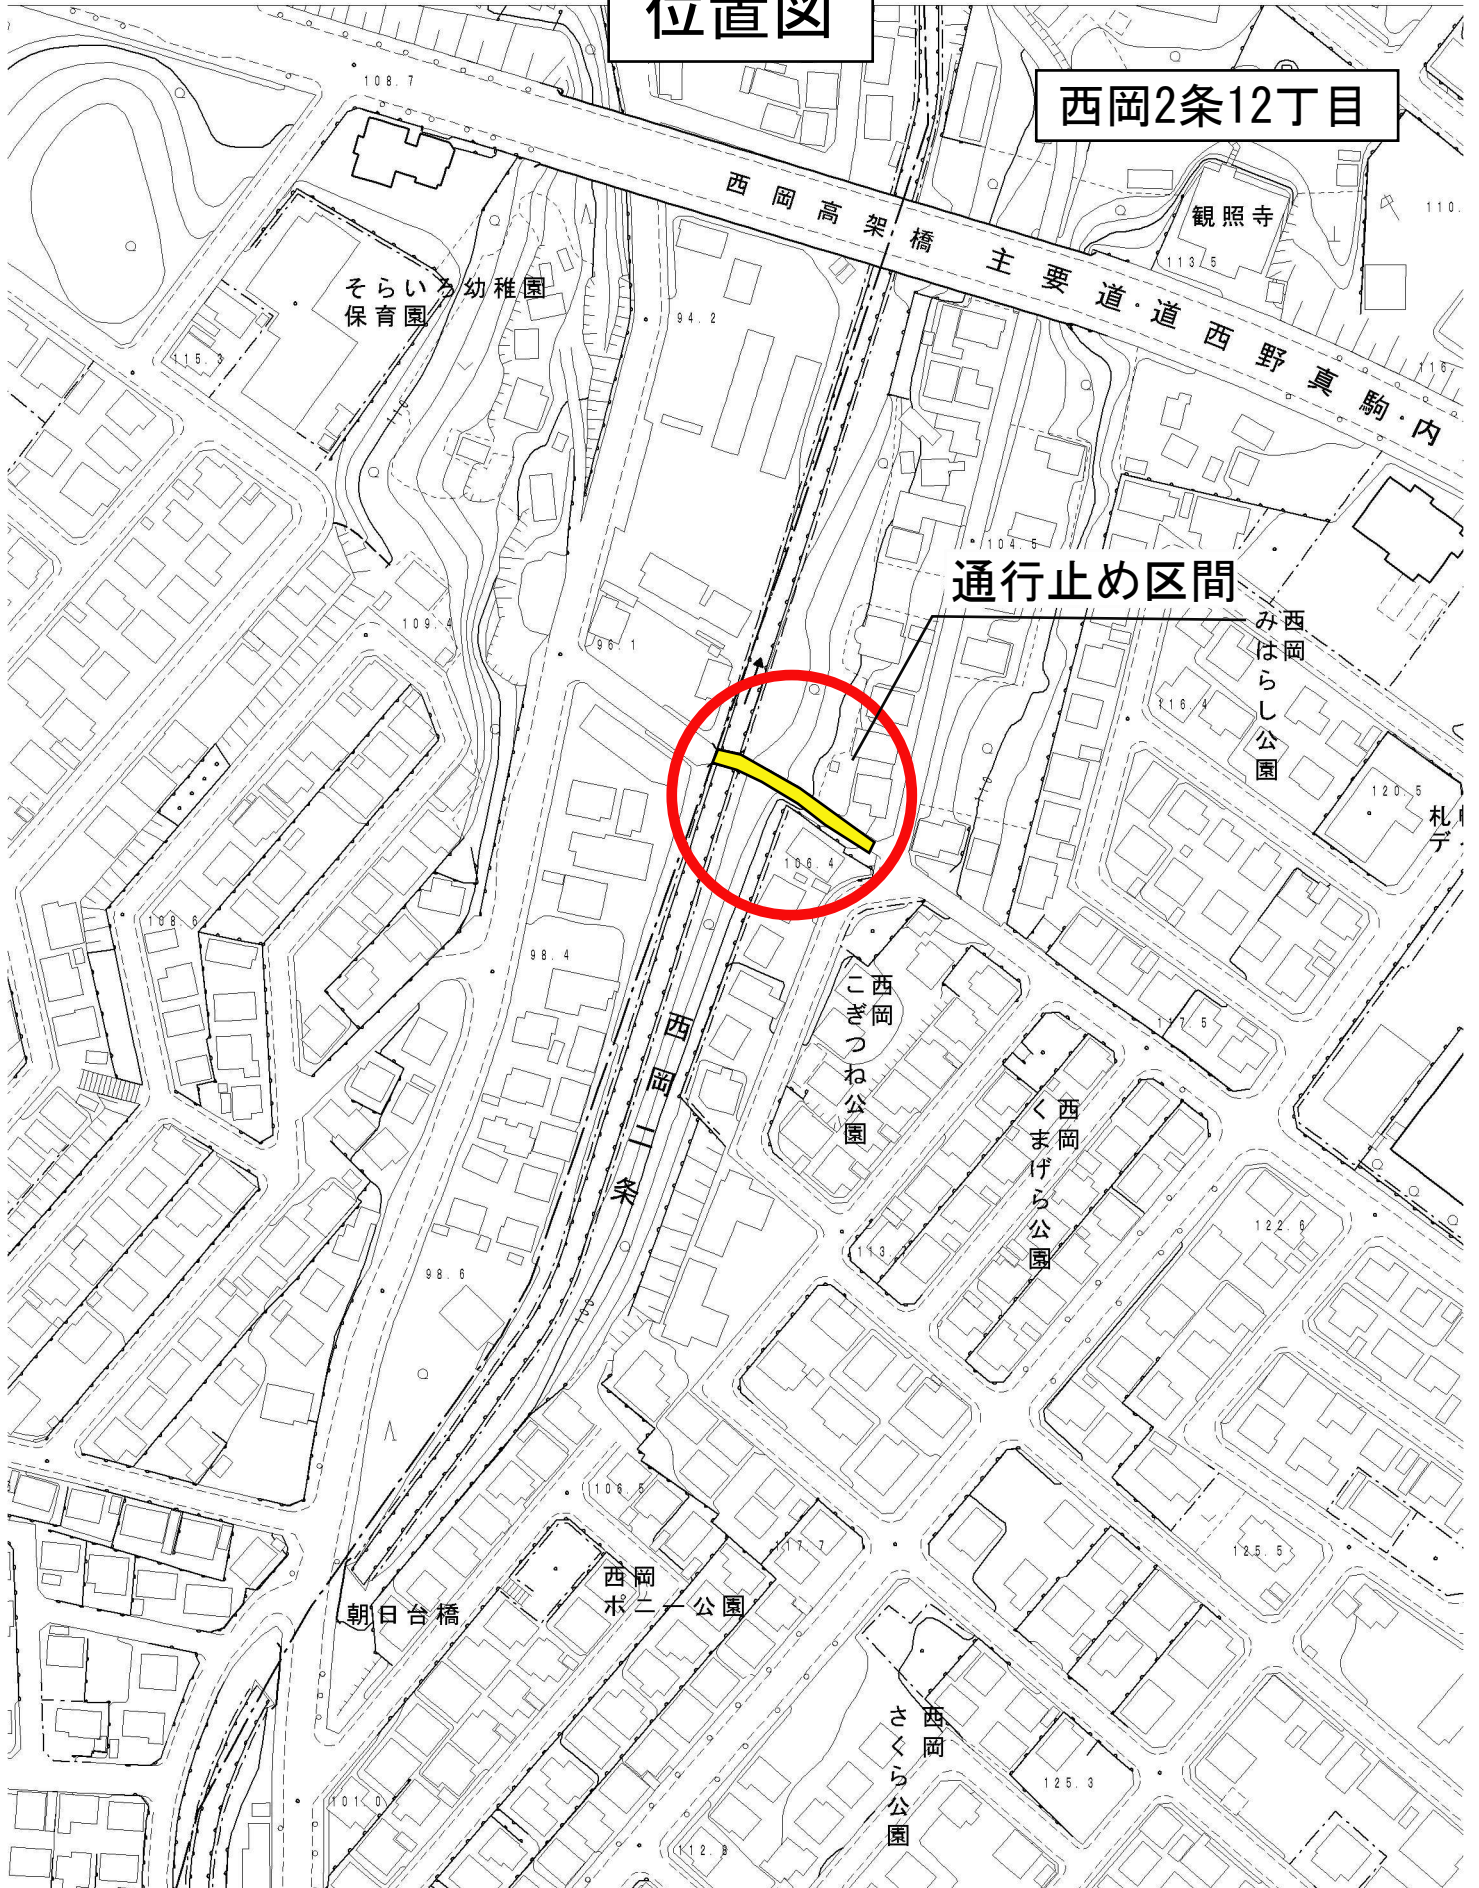 位置図
西岡2条12丁目
108.7
西岡高架橋 主要道道西野真駒内
観照寺
113.5
そらいろ幼稚園
保育園
94.2
115.3
104.5
通行止め区間
西岡
みはらし公園
109.4
96.1
116.4
120.5
106.4
108.6
98.4
西岡
こぎつね公園
117.5
西岡二条
西岡
くまげら公園
122.6
98.6
106.5
117.7
125.5
西岡
ポニー公園
朝日台橋
西岡
さくら公園
125.3
101.0